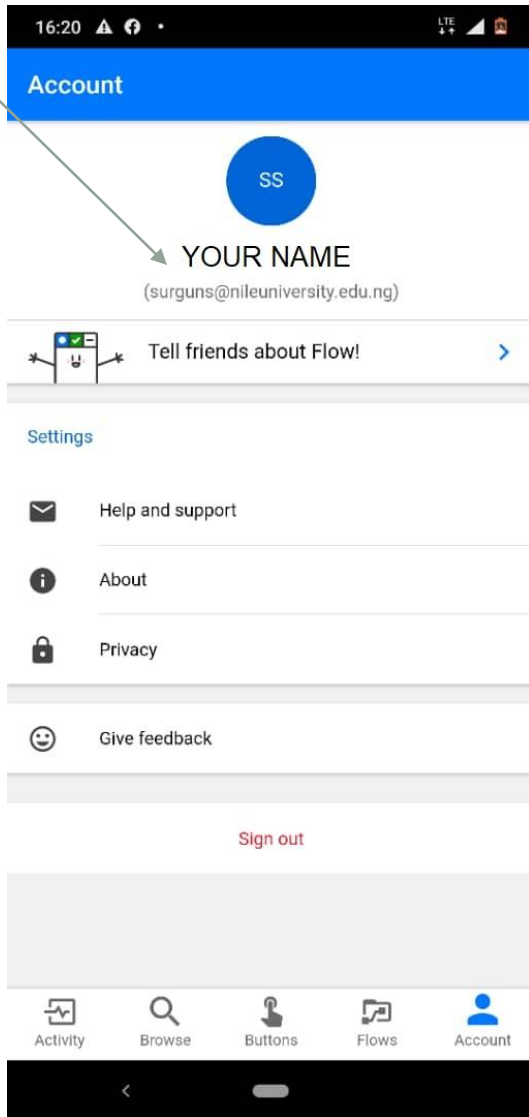 16:20
LTE
Account
SS
YOUR NAME
(surguns@nileuniversity.edu.ng)
Tell friends about Flow!
Settings
Help and support
About
Privacy
Give feedback
Sign out
Activity Browse Buttons Flows Account